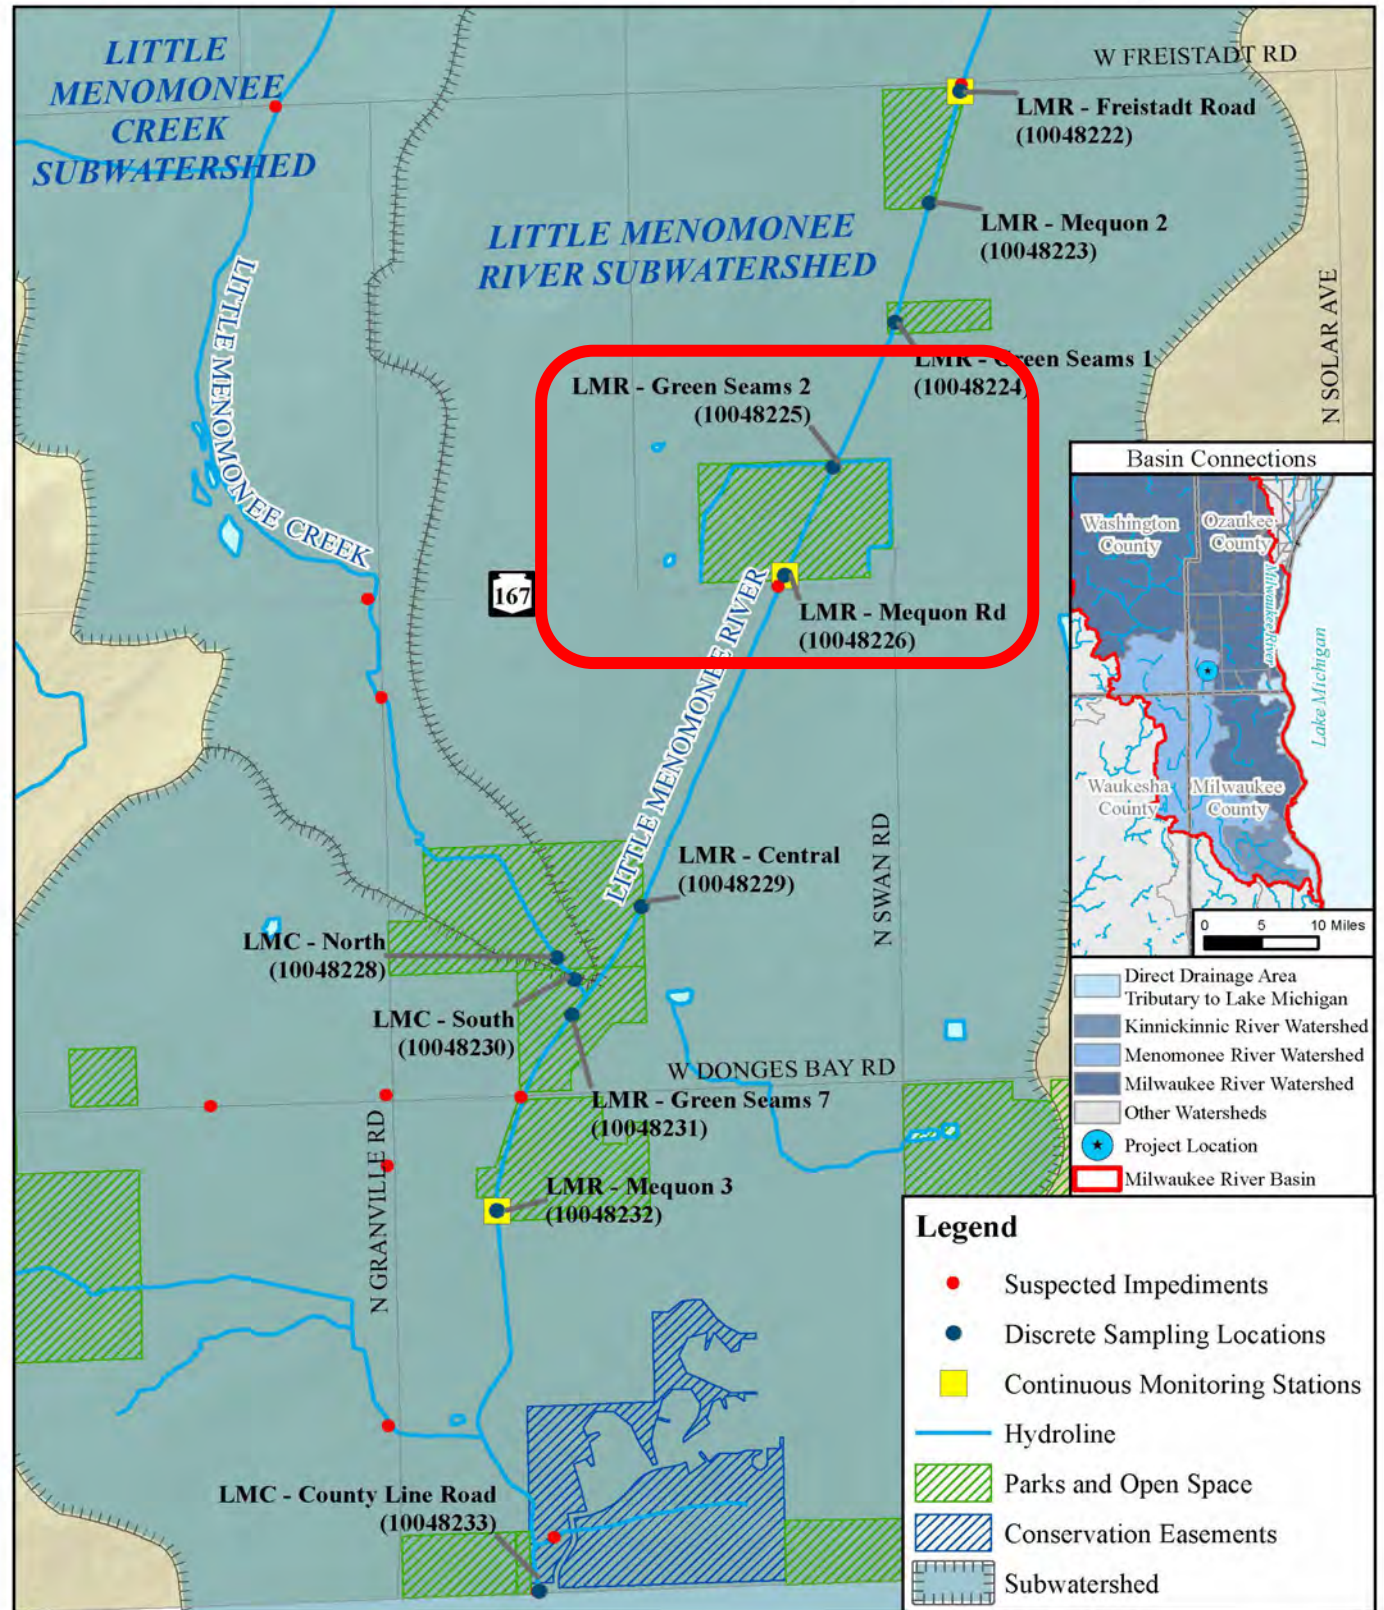 LITTLE
MENOMONEE
CREEK
SUBWATERSHED
W FREISTADT RD
LMR - Freistadt Road
(10048222)
LMR - Mequon 2
(10048223)
LITTLE MENOMONEE
RIVER SUBWATERSHED
N SOLAR AVE
LITTLE MENOMONEE CREEK
LMR - Green Seams 1
(10048224)
LMR - Green Seams 2
(10048225)
167
LMR - Mequon Rd
(10048226)
LITTLE MENOMONEE RIVER
N SWAN RD
LMR - Central
(10048229)
LMC - North
(10048228)
LMC - South
(10048230)
W DONGES BAY RD
LMR - Green Seams 7
(10048231)
N GRANVILLE RD
LMR - Mequon 3
(10048232)
LMC - County Line Road
(10048233)
Basin Connections
Washington
County
Ozaukee
County
Milwaukee River
Lake Michigan
Waukesha
County
Milwaukee
County
0 5 10 Miles
Direct Drainage Area
Tributary to Lake Michigan
Kinnickinnic River Watershed
Menomonee River Watershed
Milwaukee River Watershed
Other Watersheds
Project Location
Milwaukee River Basin
Legend
Suspected Impediments
Discrete Sampling Locations
Continuous Monitoring Stations
Hydroline
Parks and Open Space
Conservation Easements
Subwatershed